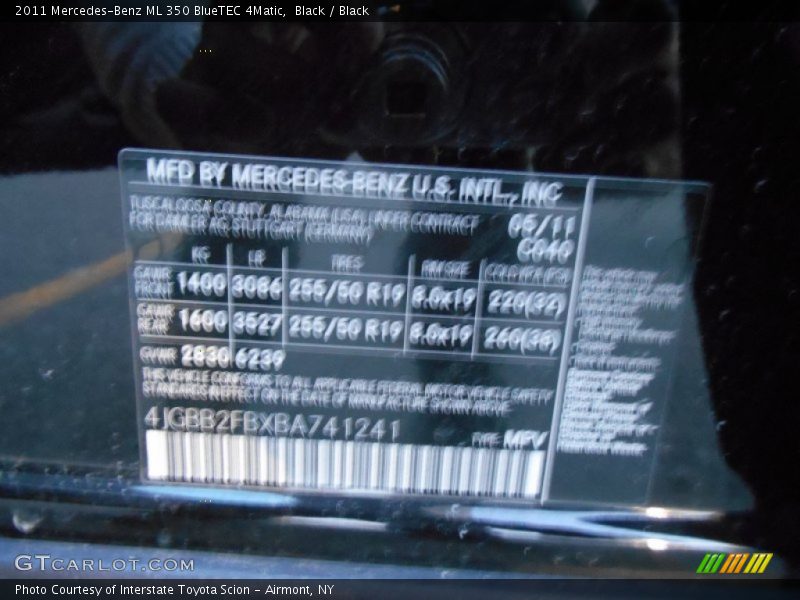 2011 Mercedes-Benz ML 350 BlueTEC 4Matic,  Black / Black
MFD BY MERCEDES-BENZ U.S. INTL., INC
TUSCALOOSA COUNTY, ALABAMA (USA) UNDER CONTRACT
FOR DAIMLER AG, STUTTGART (GERMANY)
05/11
C040
KG LB TIRES RIM SIZE
GAWR FRONT 1400 3086 255/50 R19 8.0x19 220(32)
GAWR REAR 1600 3527 255/50 R19 8.0x19 260(38)
GVWR 2830 6239
THIS VEHICLE CONFORMS TO ALL APPLICABLE FEDERAL MOTOR VEHICLE SAFETY
STANDARDS IN EFFECT ON THE DATE OF MANUFACTURE SHOWN ABOVE
4JGBB2FBXBA741241
TYPE: MPV
GTCARLOT.COM
Photo Courtesy of Interstate Toyota Scion - Airmont, NY